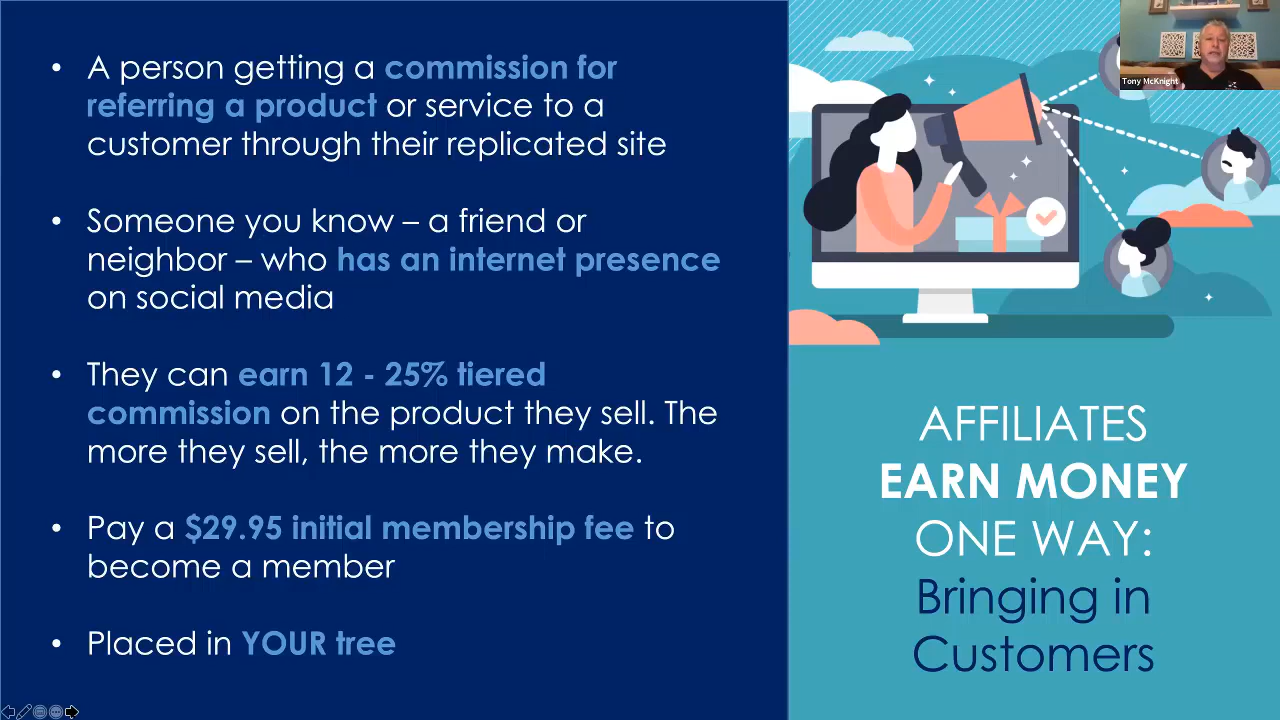 • A person getting a commission for
referring a product or service to a
customer through their replicated site
• Someone you know – a friend or
neighbor – who has an internet presence
on social media
• They can earn 12 - 25% tiered
commission on the product they sell. The
more they sell, the more they make.
• Pay a $29.95 initial membership fee to
become a member
• Placed in YOUR tree
Tony McKnight
AFFILIATES
EARN MONEY
ONE WAY:
Bringing in
Customers